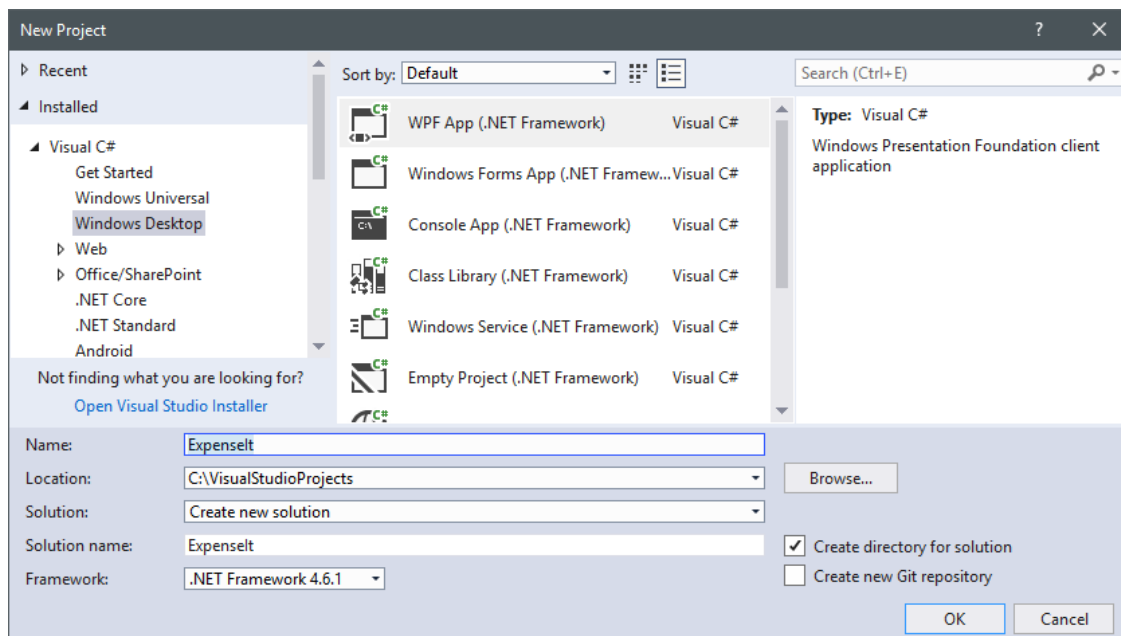 New Project
?
Recent
Installed
Visual C#
Get Started
Windows Universal
Windows Desktop
Web
Office/SharePoint
.NET Core
.NET Standard
Android
Not finding what you are looking for?
Open Visual Studio Installer
Sort by: Default
C# WPF App (.NET Framework) Visual C#
C# Windows Forms App (.NET Framew... Visual C#
C# C:\ Console App (.NET Framework) Visual C#
C# Class Library (.NET Framework) Visual C#
C# Windows Service (.NET Framework) Visual C#
C# Empty Project (.NET Framework) Visual C#
C#
Search (Ctrl+E)
Type: Visual C#
Windows Presentation Foundation client
application
Name: ExpenseIt
Location: C:\VisualStudioProjects Browse...
Solution: Create new solution
Solution name: ExpenseIt
Create directory for solution
Framework: .NET Framework 4.6.1
Create new Git repository
OK Cancel